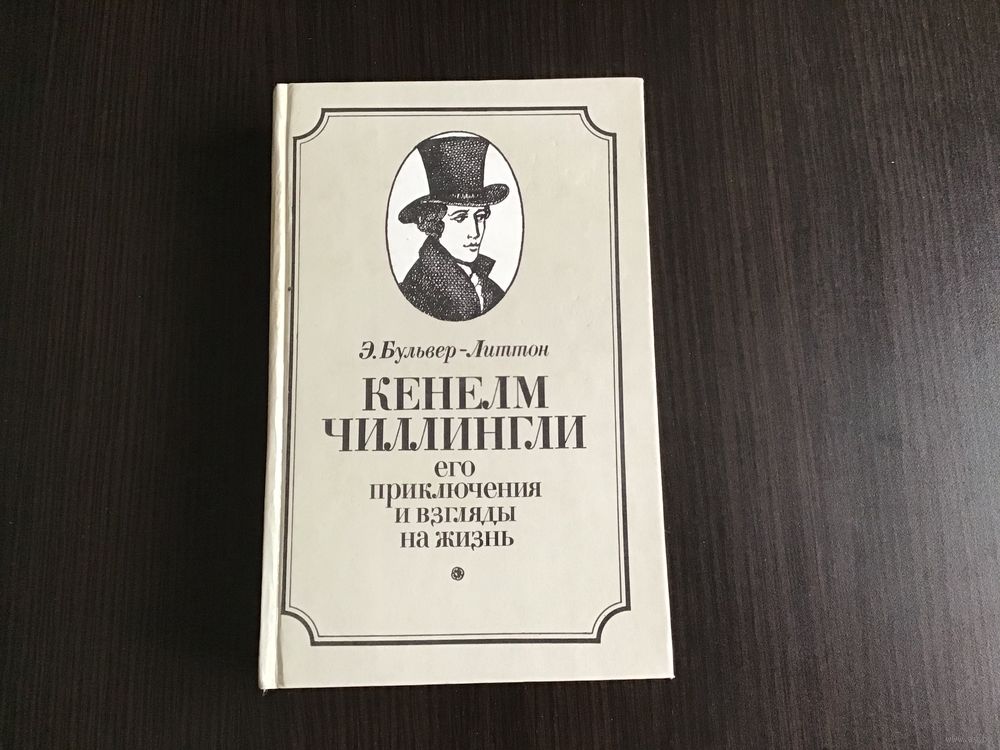 Э. Бульвер-Литтон
КЕНЕЛМ
ЧИЛЛИНГЛИ
его
приключения
и взгляды
на жизнь